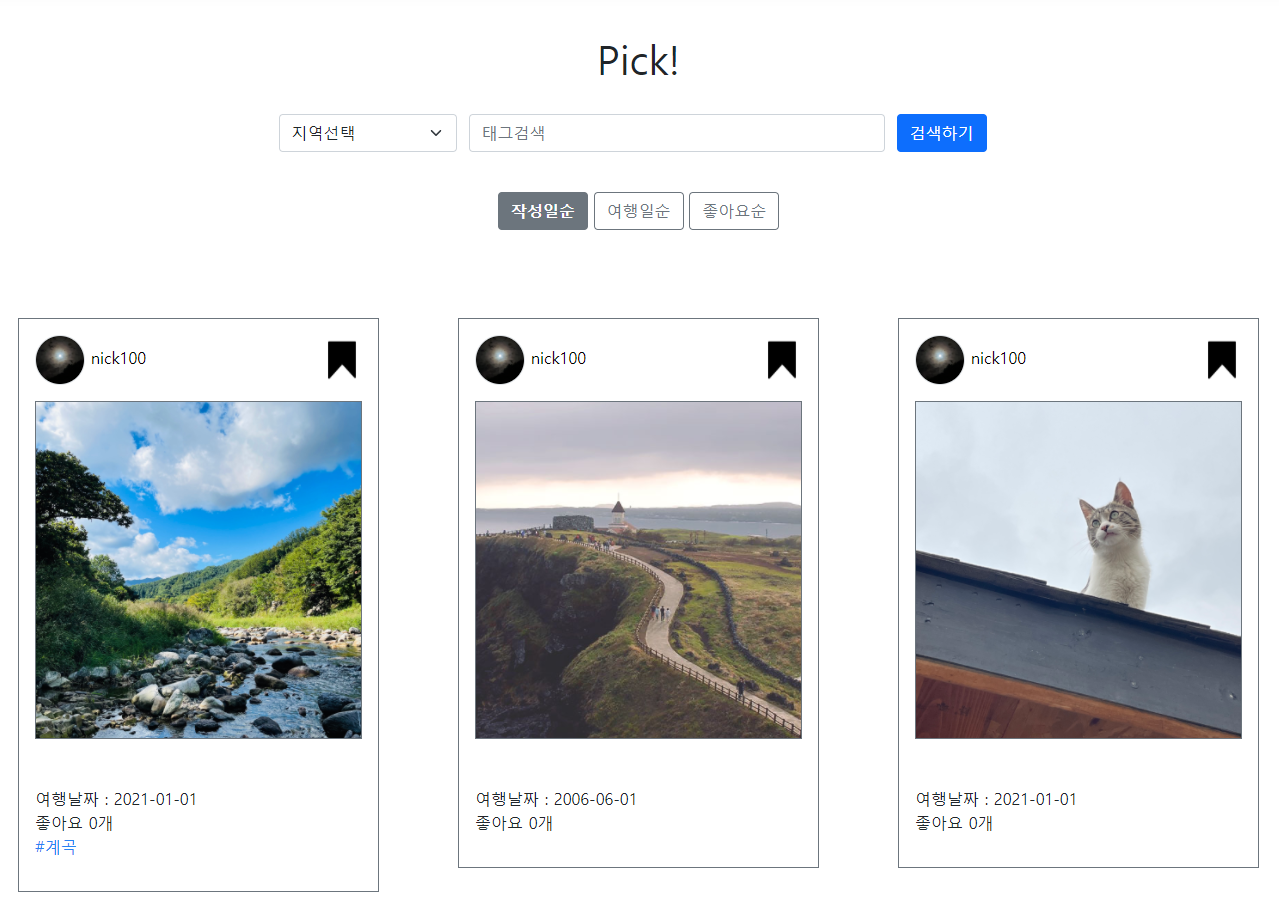 Pick!
지역선택 태그검색 검색하기
작성일순 여행일순 좋아요순
nick100
여행날짜 : 2021-01-01
좋아요 0개
#계곡
nick100
여행날짜 : 2006-06-01
좋아요 0개
nick100
여행날짜 : 2021-01-01
좋아요 0개